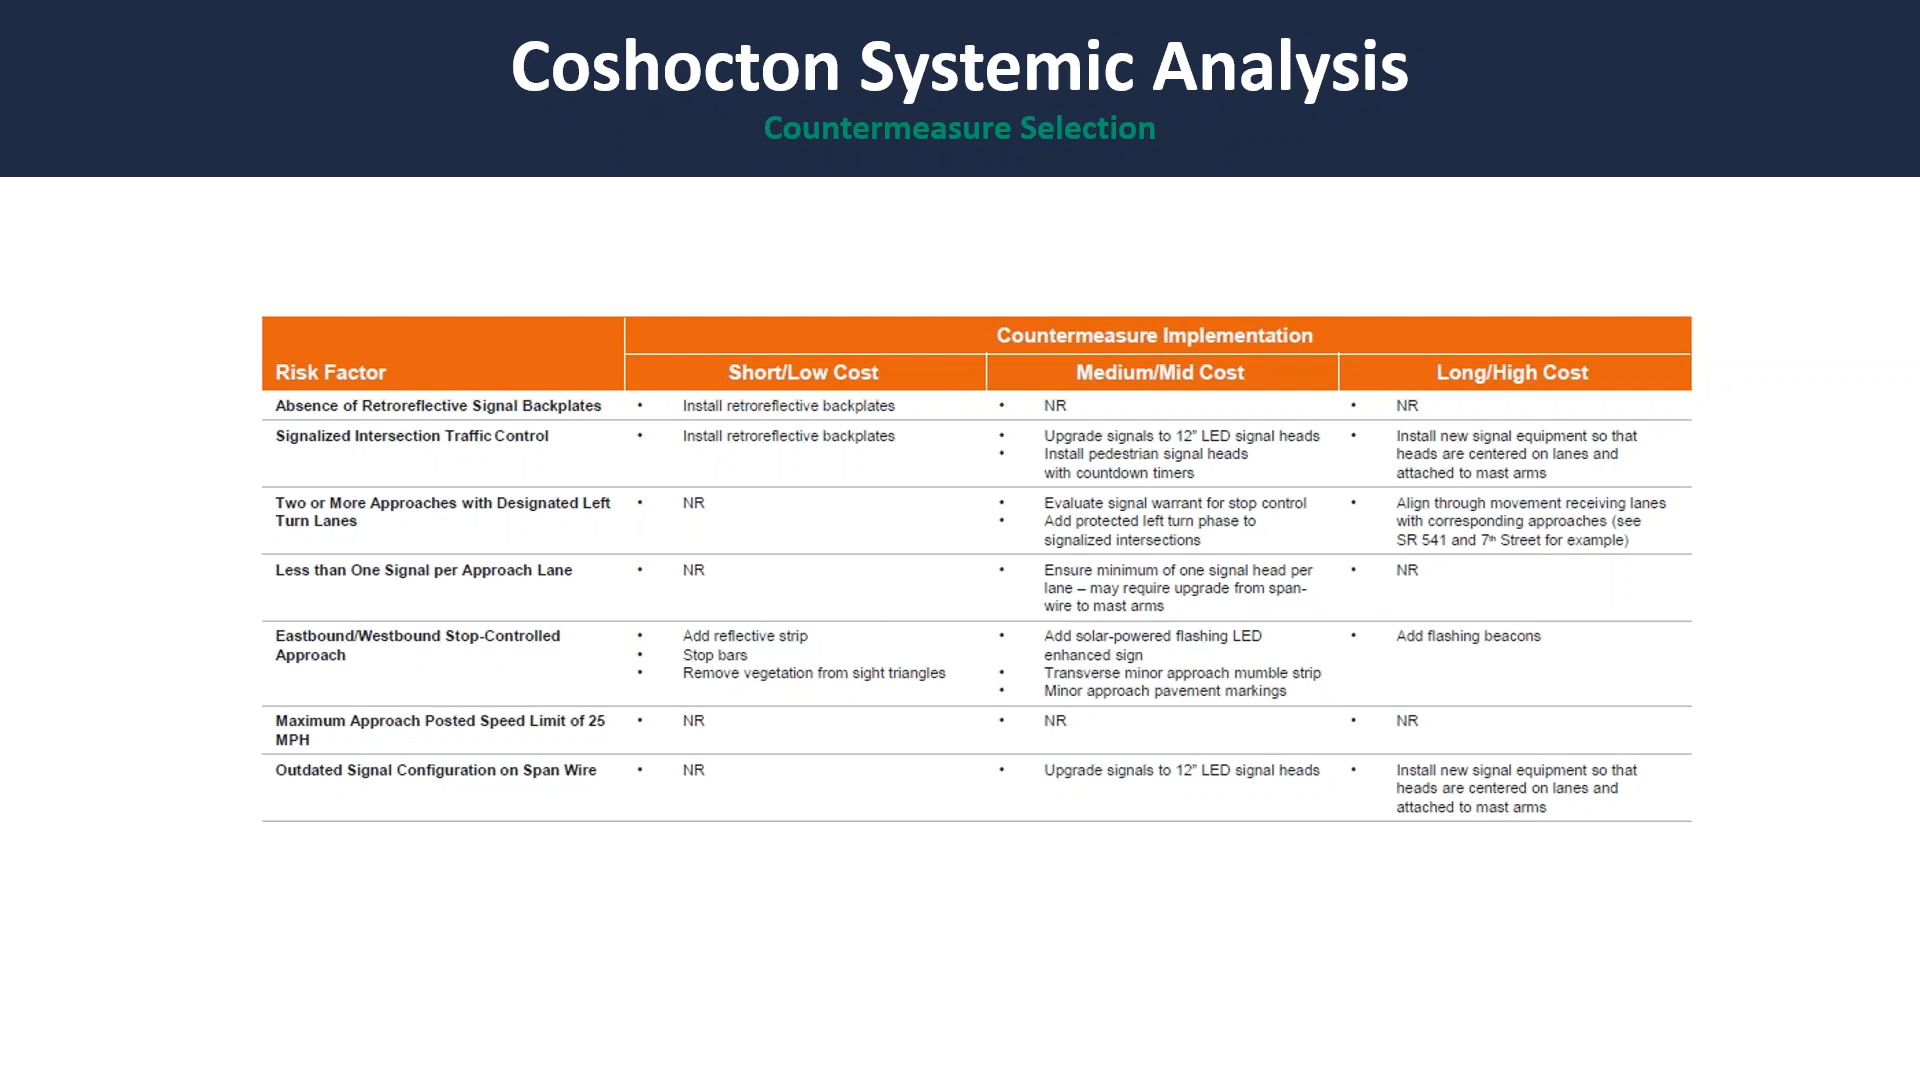 Coshocton Systemic Analysis
Countermeasure Selection
Countermeasure Implementation
Risk Factor
Short/Low Cost
Medium/Mid Cost
Long/High Cost
Absence of Retroreflective Signal Backplates
• Install retroreflective backplates
• NR
• NR
Signalized Intersection Traffic Control
• Install retroreflective backplates
• Upgrade signals to 12” LED signal heads
• Install pedestrian signal heads
with countdown timers
• Install new signal equipment so that
heads are centered on lanes and
attached to mast arms
Two or More Approaches with Designated Left
Turn Lanes
• NR
• Evaluate signal warrant for stop control
• Add protected left turn phase to
signalized intersections
• Align through movement receiving lanes
with corresponding approaches (see
SR 541 and 7th Street for example)
Less than One Signal per Approach Lane
• NR
• Ensure minimum of one signal head per
lane – may require upgrade from span-
wire to mast arms
• NR
Eastbound/Westbound Stop-Controlled
Approach
• Add reflective strip
• Stop bars
• Remove vegetation from sight triangles
• Add solar-powered flashing LED
enhanced sign
• Transverse minor approach mumble strip
• Minor approach pavement markings
• Add flashing beacons
Maximum Approach Posted Speed Limit of 25
MPH
• NR
• NR
• NR
Outdated Signal Configuration on Span Wire
• NR
• Upgrade signals to 12” LED signal heads
• Install new signal equipment so that
heads are centered on lanes and
attached to mast arms